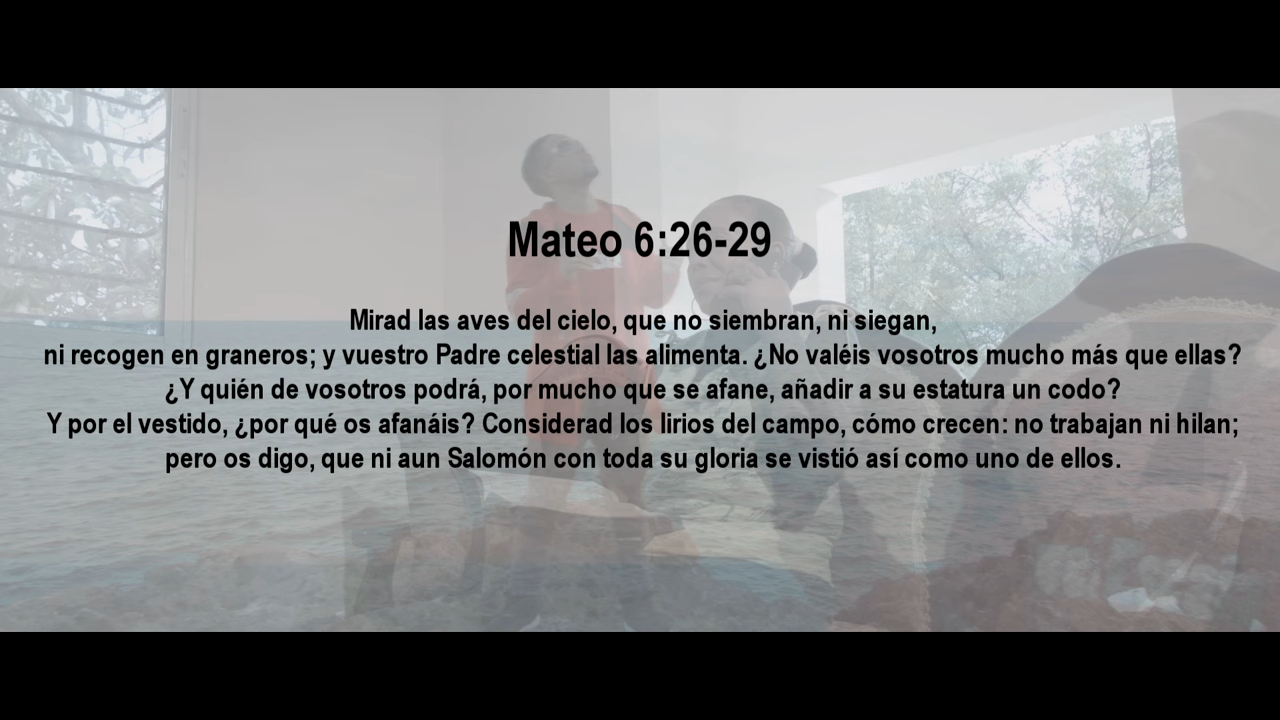 Mateo 6:26-29
Mirad las aves del cielo, que no siembran, ni siegan,
ni recogen en graneros; y vuestro Padre celestial las alimenta. ¿No valéis vosotros mucho más que ellas?
¿Y quién de vosotros podrá, por mucho que se afane, añadir a su estatura un codo?
Y por el vestido, ¿por qué os afanáis? Considerad los lirios del campo, cómo crecen: no trabajan ni hilan;
pero os digo, que ni aun Salomón con toda su gloria se vistió así como uno de ellos.